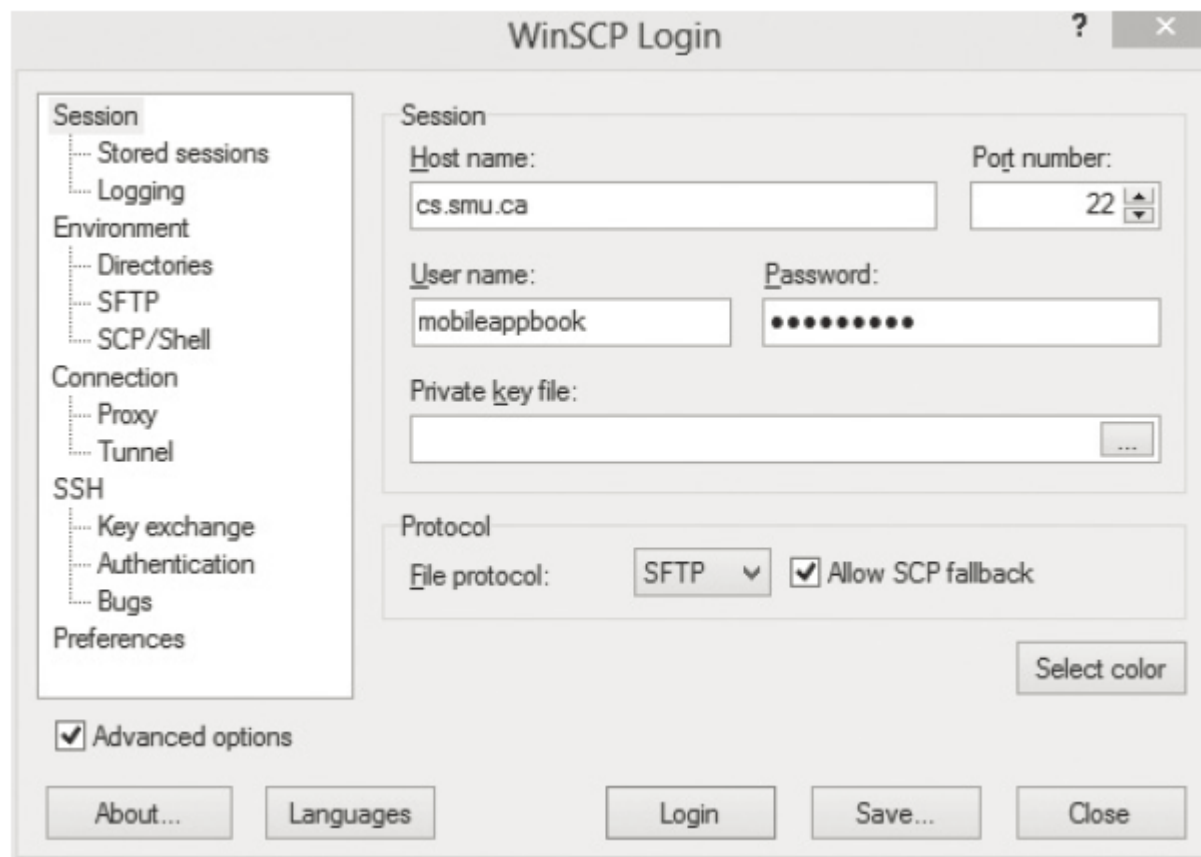 WinSCP Login
?
Session
Stored sessions
Logging
Environment
Directories
SFTP
SCP/Shell
Connection
Proxy
Tunnel
SSH
Key exchange
Authentication
Bugs
Preferences
Advanced options
Session
Host name:
Port number:
cs.smu.ca
22
User name:
Password:
mobileappbook
•••••••••
Private key file:
...
Protocol
File protocol:
SFTP
Allow SCP fallback
Select color
About...
Languages
Login
Save...
Close